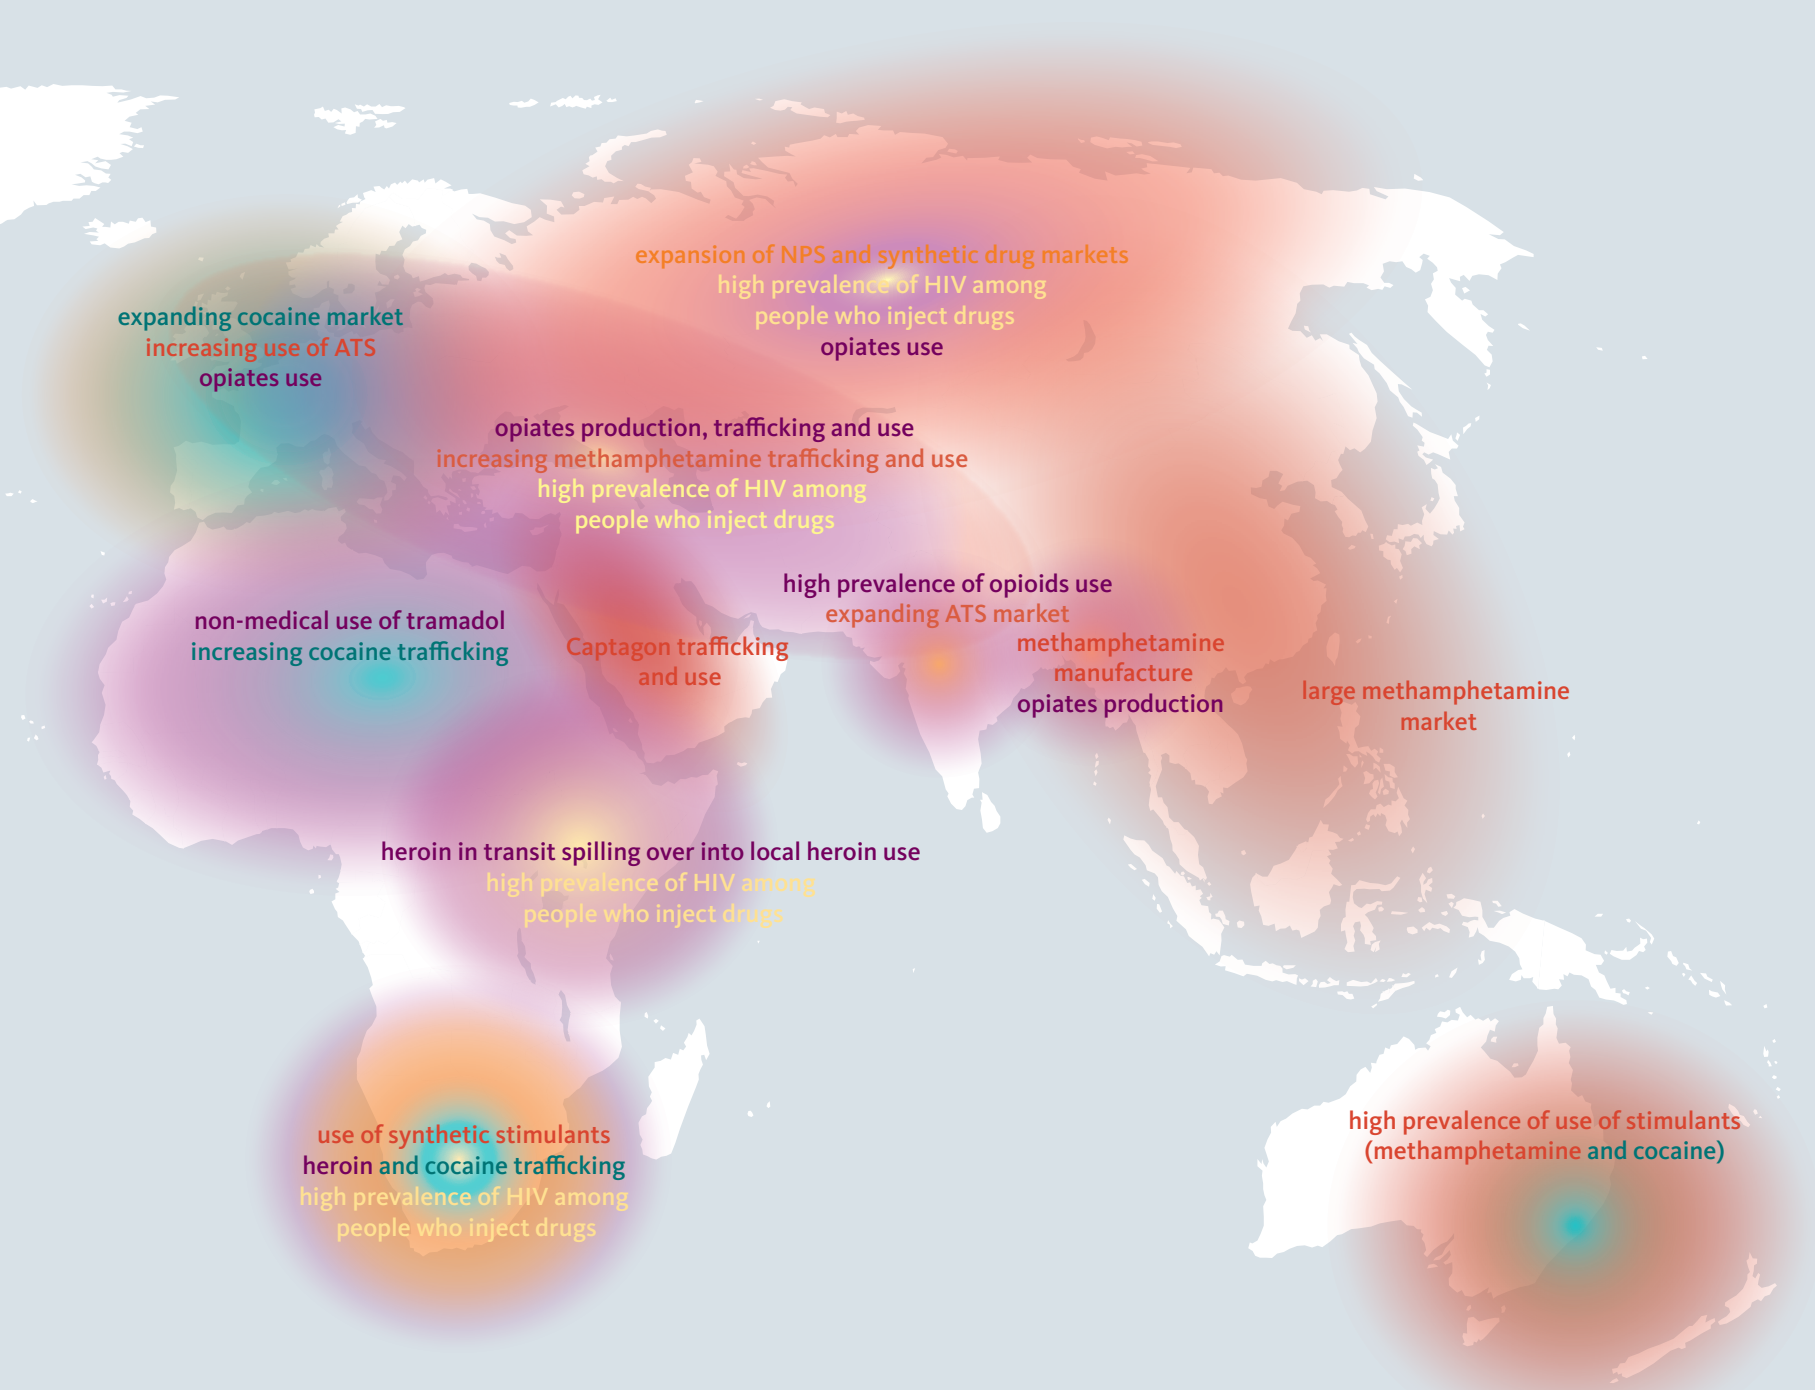 expansion of NPS and synthetic drug markets
high prevalence of HIV among
people who inject drugs
opiates use
expanding cocaine market
increasing use of ATS
opiates use
opiates production, trafficking and use
increasing methamphetamine trafficking and use
high prevalence of HIV among
people who inject drugs
high prevalence of opioids use
expanding ATS market
non-medical use of tramadol
increasing cocaine trafficking
Captagon trafficking
and use
methamphetamine
manufacture
opiates production
large methamphetamine
market
heroin in transit spilling over into local heroin use
high prevalence of HIV among
people who inject drugs
use of synthetic stimulants
heroin and cocaine trafficking
high prevalence of HIV among
people who inject drugs
high prevalence of use of stimulants
(methamphetamine and cocaine)